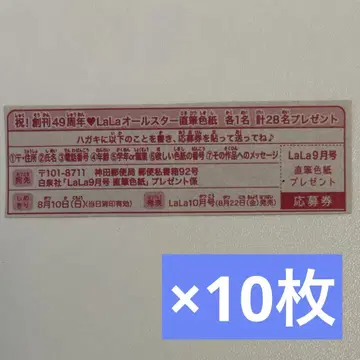 祝!創刊49周年♥LaLaオールスター直筆色紙 各1名 計28名プレゼント
ハガキに以下のことを書き、応募券を貼って送ってね♪
①〒・住所②氏名③電話番号④年齢⑤学年or職業⑥欲しい色紙の番号⑦その作品へのメッセージ
〒101-8711 神田郵便局 郵便私書箱92号
白泉社「LaLa9月号 直筆色紙」プレゼント係
8月10日(日)(当日消印有効)
発表
LaLa10月号(8月22日(金)発売)
LaLa9月号
直筆色紙
プレゼント
応募券
×10枚